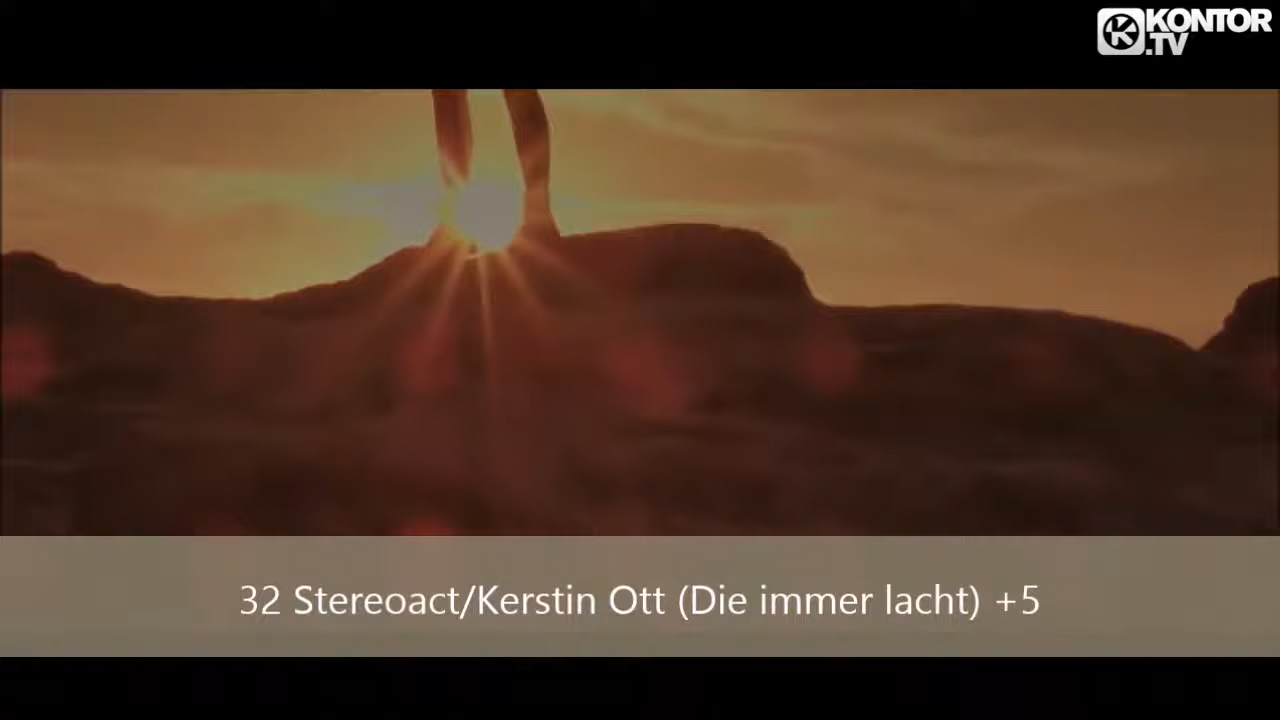 KONTOR
.TV
32 Stereoact/Kerstin Ott (Die immer lacht) +5